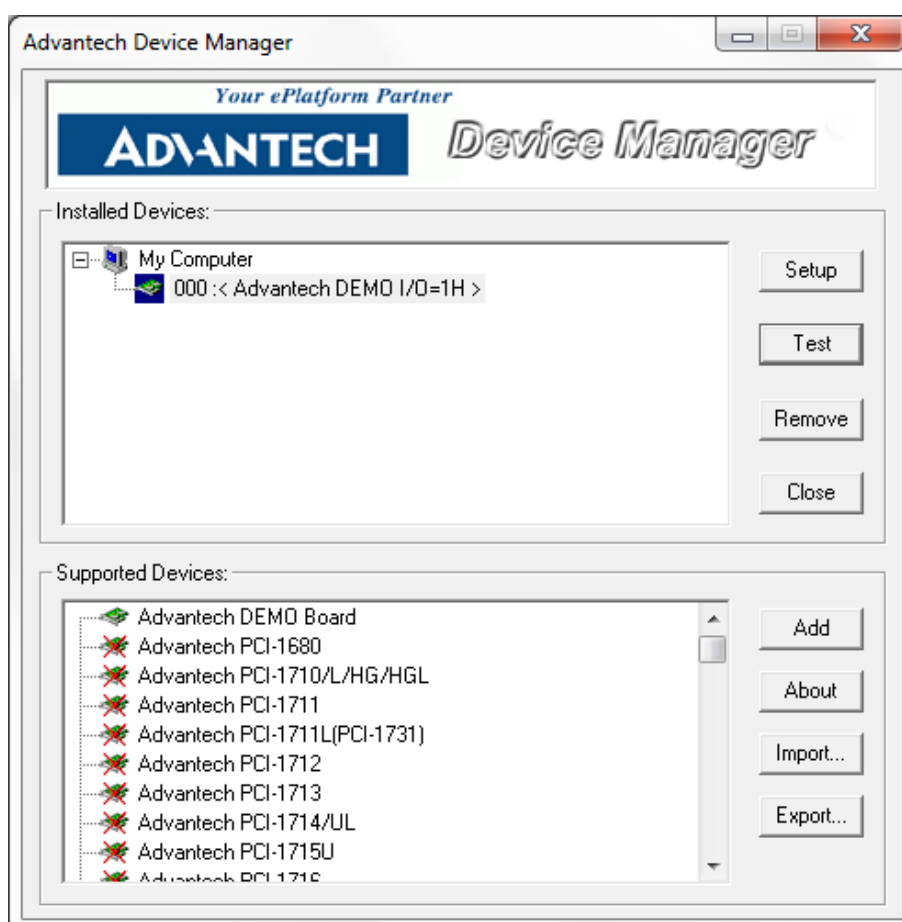 Advantech Device Manager
Your ePlatform Partner
ADVANTECH
Device Manager
Installed Devices:
My Computer
000 :< Advantech DEMO I/O=1H >
Setup
Test
Remove
Close
Supported Devices:
Advantech DEMO Board
Advantech PCI-1680
Advantech PCI-1710/L/HG/HGL
Advantech PCI-1711
Advantech PCI-1711L(PCI-1731)
Advantech PCI-1712
Advantech PCI-1713
Advantech PCI-1714/UL
Advantech PCI-1715U
Advantech PCI-1716
Add
About
Import...
Export...